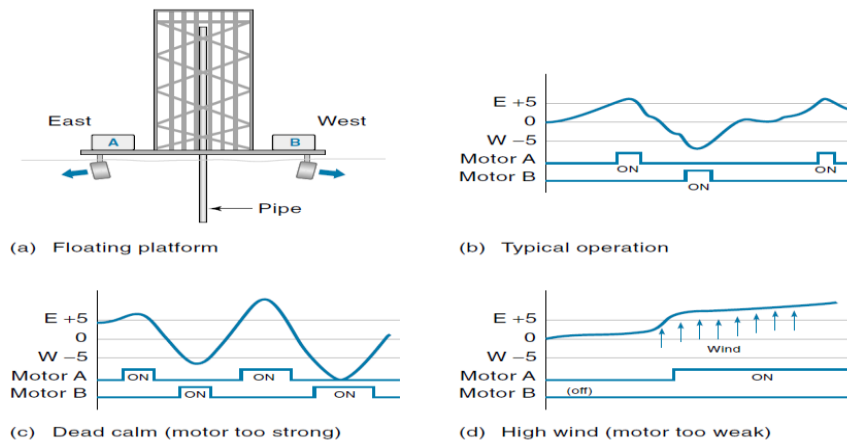 East
West
A
B
Pipe
(a) Floating platform
E +5
0
W −5
Motor A
ON
ON
Motor B
ON
(b) Typical operation
E +5
0
W −5
Motor A
ON
ON
Motor B
ON
ON
(c) Dead calm (motor too strong)
E +5
0
W −5
Wind
Motor A
ON
Motor B
(off)
(d) High wind (motor too weak)